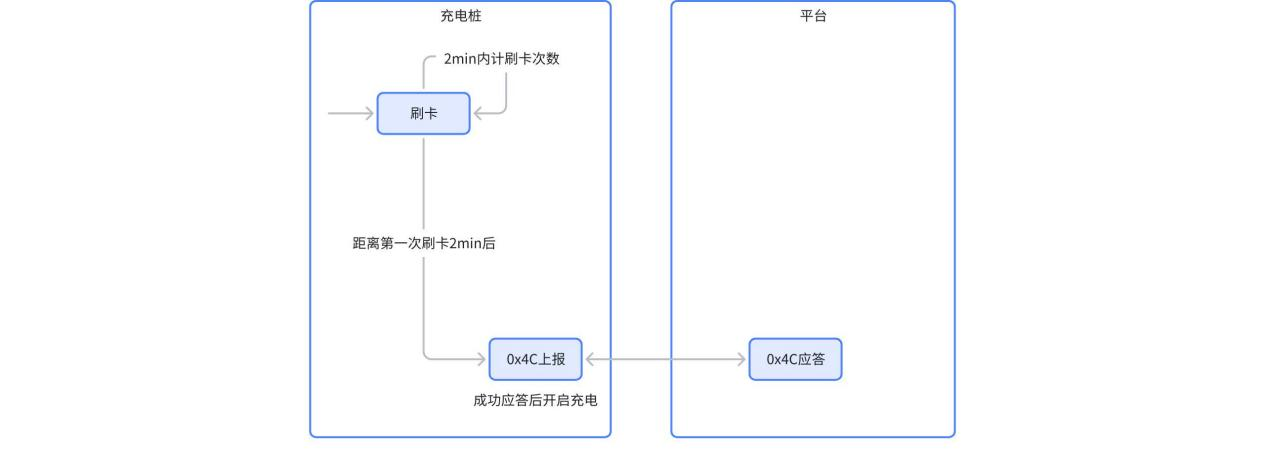 充电桩
平台
2min内计刷卡次数
刷卡
距离第一次刷卡2min后
0x4C上报
0x4C应答
成功应答后开启充电